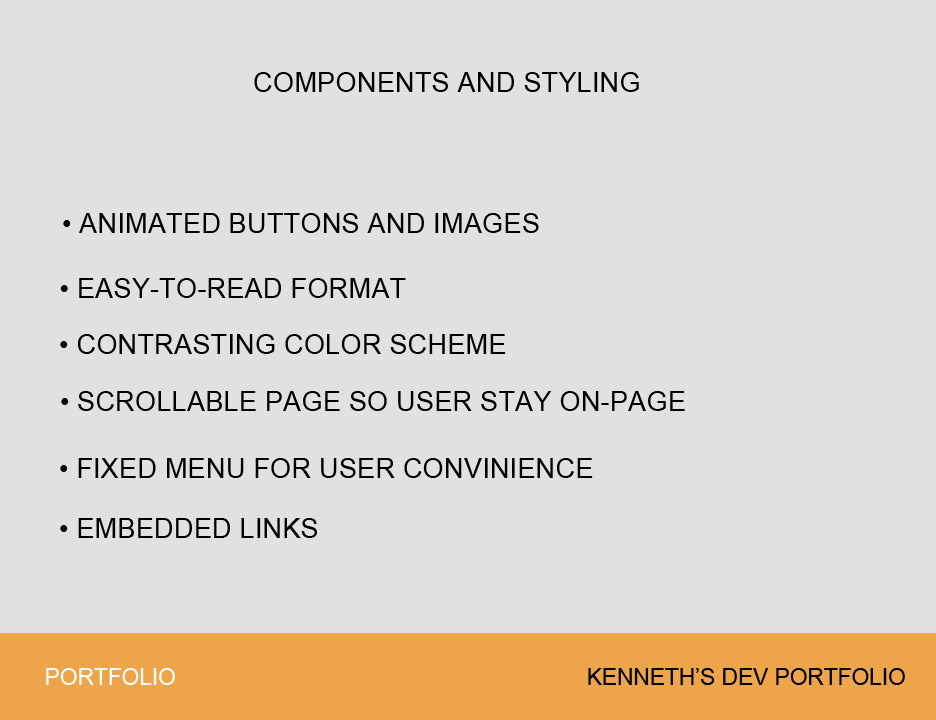 COMPONENTS AND STYLING
• ANIMATED BUTTONS AND IMAGES
• EASY-TO-READ FORMAT
• CONTRASTING COLOR SCHEME
• SCROLLABLE PAGE SO USER STAY ON-PAGE
• FIXED MENU FOR USER CONVINIENCE
• EMBEDDED LINKS
PORTFOLIO
KENNETH’S DEV PORTFOLIO